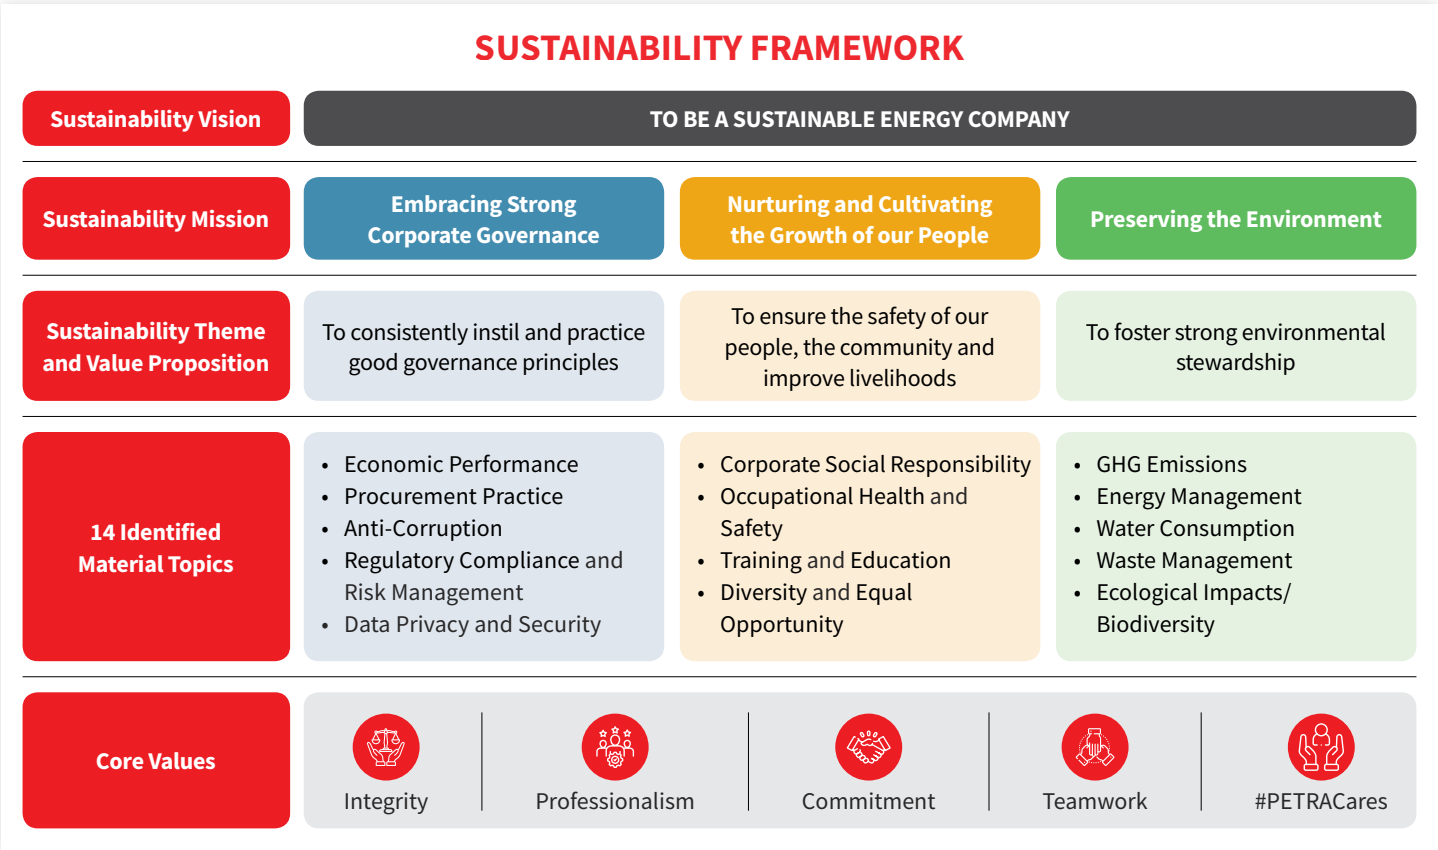 SUSTAINABILITY FRAMEWORK
Sustainability Vision
TO BE A SUSTAINABLE ENERGY COMPANY
Sustainability Mission
Embracing Strong
Corporate Governance
Nurturing and Cultivating
the Growth of our People
Preserving the Environment
Sustainability Theme
and Value Proposition
To consistently instil and practice
good governance principles
To ensure the safety of our
people, the community and
improve livelihoods
To foster strong environmental
stewardship
14 Identified
Material Topics
• Economic Performance
• Procurement Practice
• Anti-Corruption
• Regulatory Compliance and
Risk Management
• Data Privacy and Security
• Corporate Social Responsibility
• Occupational Health and
Safety
• Training and Education
• Diversity and Equal
Opportunity
• GHG Emissions
• Energy Management
• Water Consumption
• Waste Management
• Ecological Impacts/
Biodiversity
Core Values
Integrity
Professionalism
Commitment
Teamwork
#PETRACares